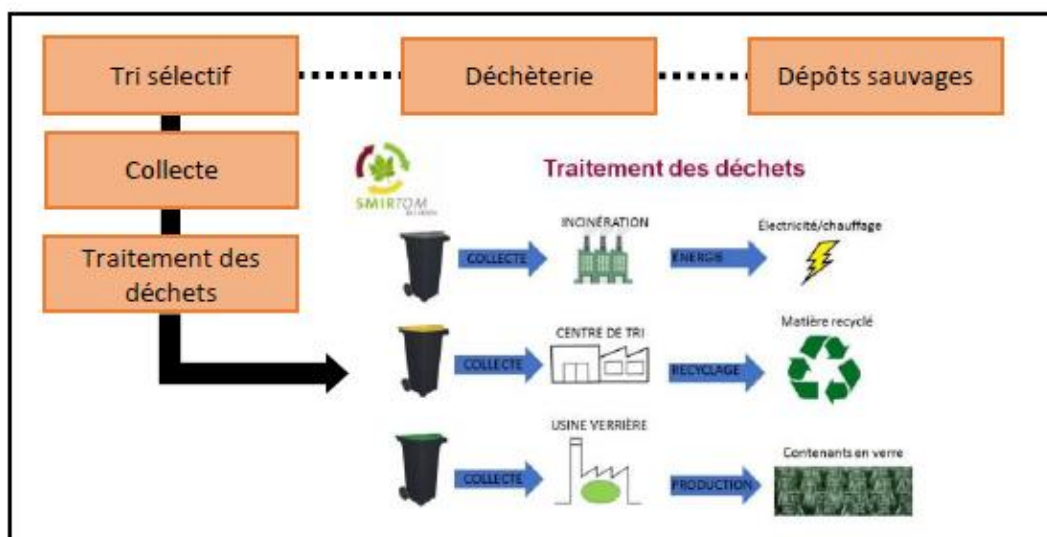 Tri sélectif
Déchèterie
Dépôts sauvages
Collecte
Traitement des
déchets
SMIRTOM
Traitement des déchets
INCINÉRATION
Électricité/chauffage
COLLECTE
ENERGIE
CENTRE DE TRI
Matière recyclé
COLLECTE
RECYCLAGE
USINE VERRIÈRE
Contenants en verre
COLLECTE
PRODUCTION